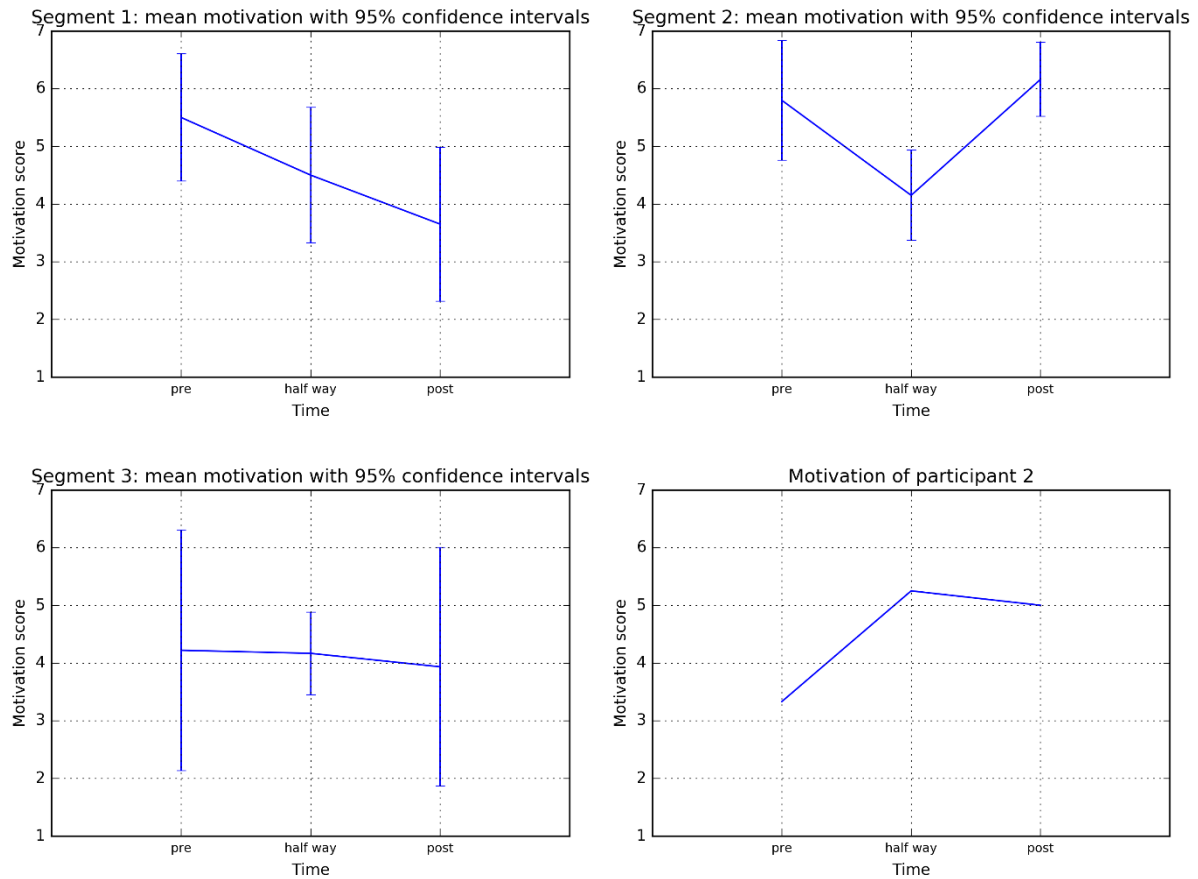 Segment 1: mean motivation with 95% confidence intervals
7
6
5
4
3
2
1
Motivation score
pre half way post
Time
Segment 2: mean motivation with 95% confidence intervals
7
6
5
4
3
2
1
Motivation score
pre half way post
Time
Segment 3: mean motivation with 95% confidence intervals
7
6
5
4
3
2
1
Motivation score
pre half way post
Time
Motivation of participant 2
7
6
5
4
3
2
1
Motivation score
pre half way post
Time